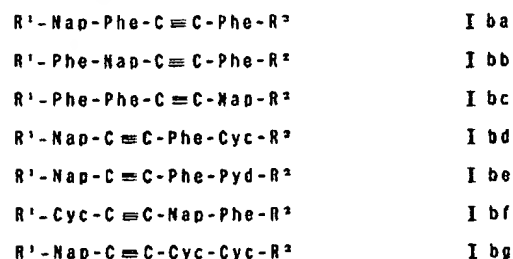 R¹-Nap-Phe-C≡C-Phe-R² I ba
R¹-Phe-Nap-C≡C-Phe-R² I bb
R¹-Phe-Phe-C≡C-Nap-R² I bc
R¹-Nap-C≡C-Phe-Cyc-R² I bd
R¹-Nap-C≡C-Phe-Pyd-R² I be
R¹-Cyc-C≡C-Nap-Phe-R² I bf
R¹-Nap-C≡C-Cyc-Cyc-R² I bg